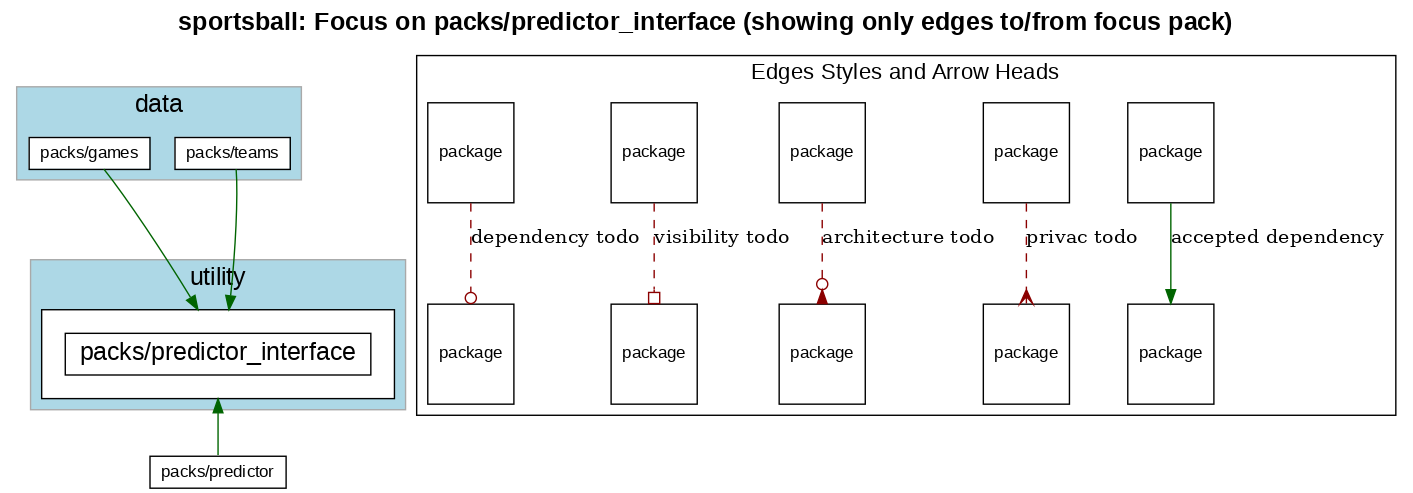 sportsball: Focus on packs/predictor_interface (showing only edges to/from focus pack)
data
packs/games
packs/teams
utility
packs/predictor_interface
packs/predictor
Edges Styles and Arrow Heads
package
package
package
package
package
dependency todo
visibility todo
architecture todo
privac todo
accepted dependency
package
package
package
package
package